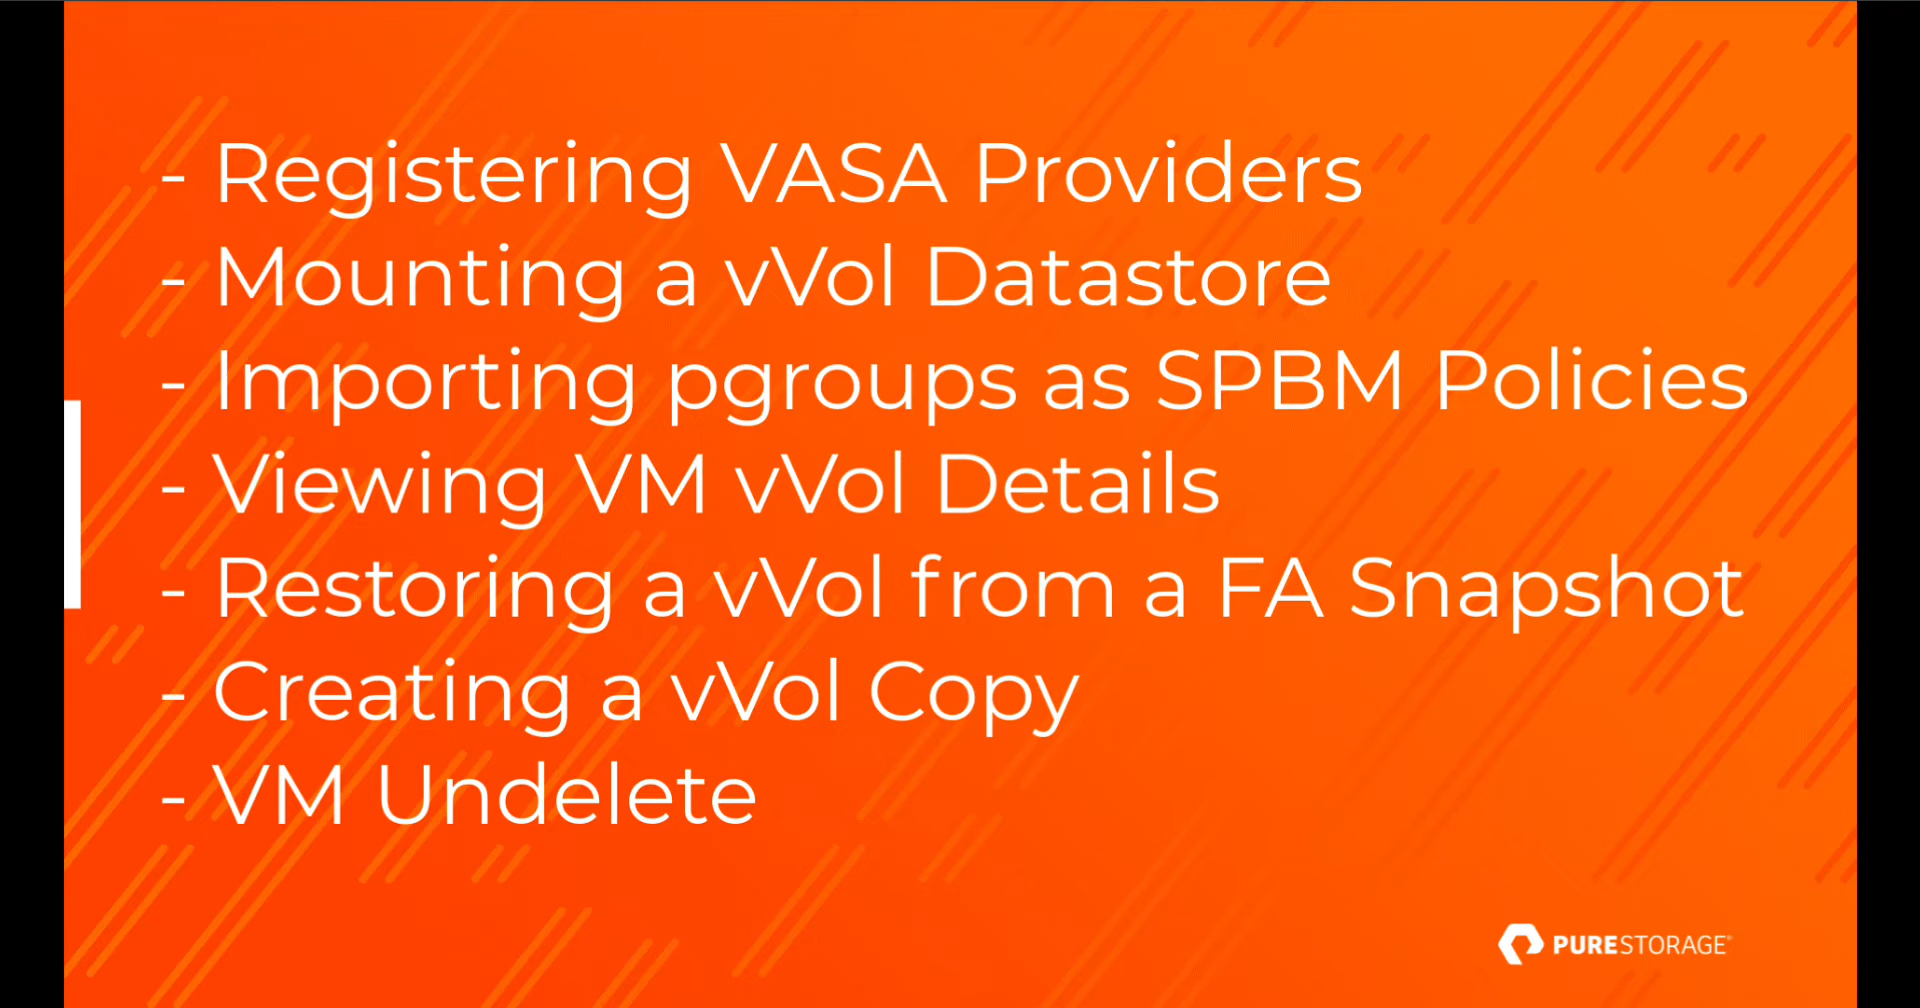 - Registering VASA Providers
- Mounting a vVol Datastore
- Importing pgroups as SPBM Policies
- Viewing VM vVol Details
- Restoring a vVol from a FA Snapshot
- Creating a vVol Copy
- VM Undelete
PURESTORAGE®